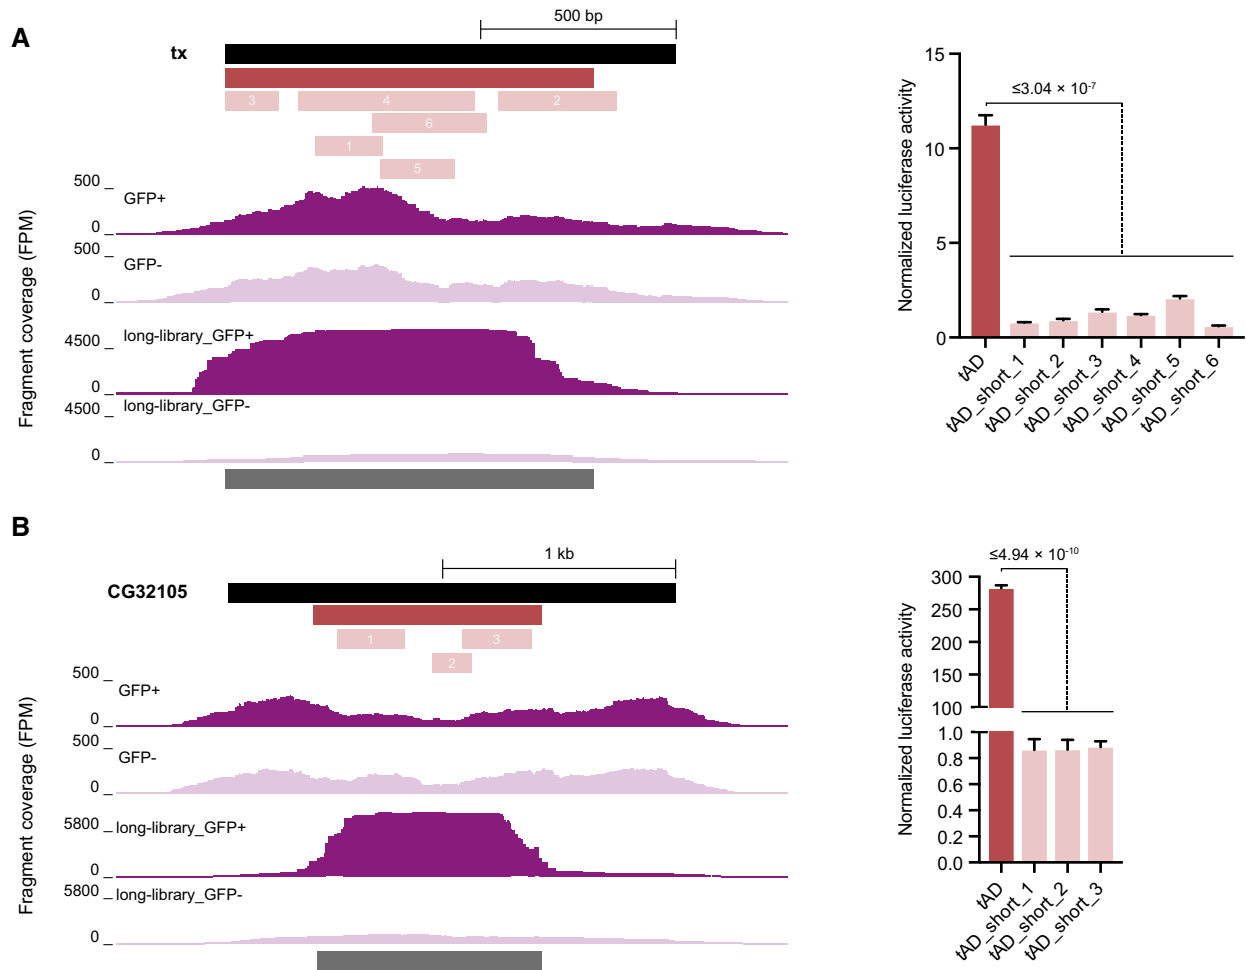 A
500 bp
tx
3
4
2
6
1
5
Fragment coverage (FPM)
500
0
GFP+
500
0
GFP-
4500
0
long-library_GFP+
4500
0
long-library_GFP-
Normalized luciferase activity
15
10
5
0
≤3.04 × 10⁻⁷
tAD
tAD_short_1
tAD_short_2
tAD_short_3
tAD_short_4
tAD_short_5
tAD_short_6
B
1 kb
CG32105
1
3
2
Fragment coverage (FPM)
500
0
GFP+
500
0
GFP-
5800
0
long-library_GFP+
5800
0
long-library_GFP-
Normalized luciferase activity
≤4.94 × 10⁻¹⁰
300
250
200
150
100
1.0
0.8
0.6
0.4
0.2
0.0
tAD
tAD_short_1
tAD_short_2
tAD_short_3